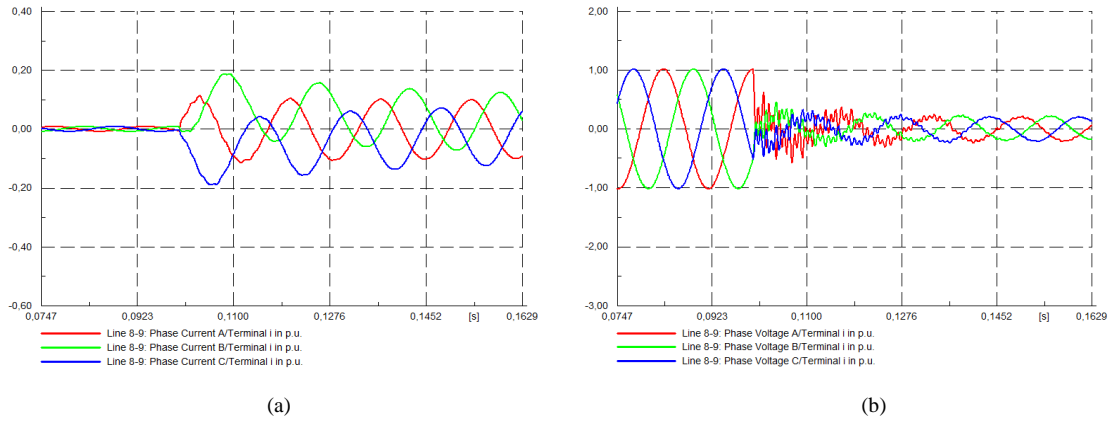 0,40
0,20
0,00
-0,20
-0,40
-0,60
0,0747 0,0923 0,1100 0,1276 0,1452 [s] 0,1629
Line 8-9: Phase Current A/Terminal i in p.u.
Line 8-9: Phase Current B/Terminal i in p.u.
Line 8-9: Phase Current C/Terminal i in p.u.
(a)
2,00
1,00
0,00
-1,00
-2,00
-3,00
0,0747 0,0923 0,1100 0,1276 0,1452 [s] 0,1629
Line 8-9: Phase Voltage A/Terminal i in p.u.
Line 8-9: Phase Voltage B/Terminal i in p.u.
Line 8-9: Phase Voltage C/Terminal i in p.u.
(b)